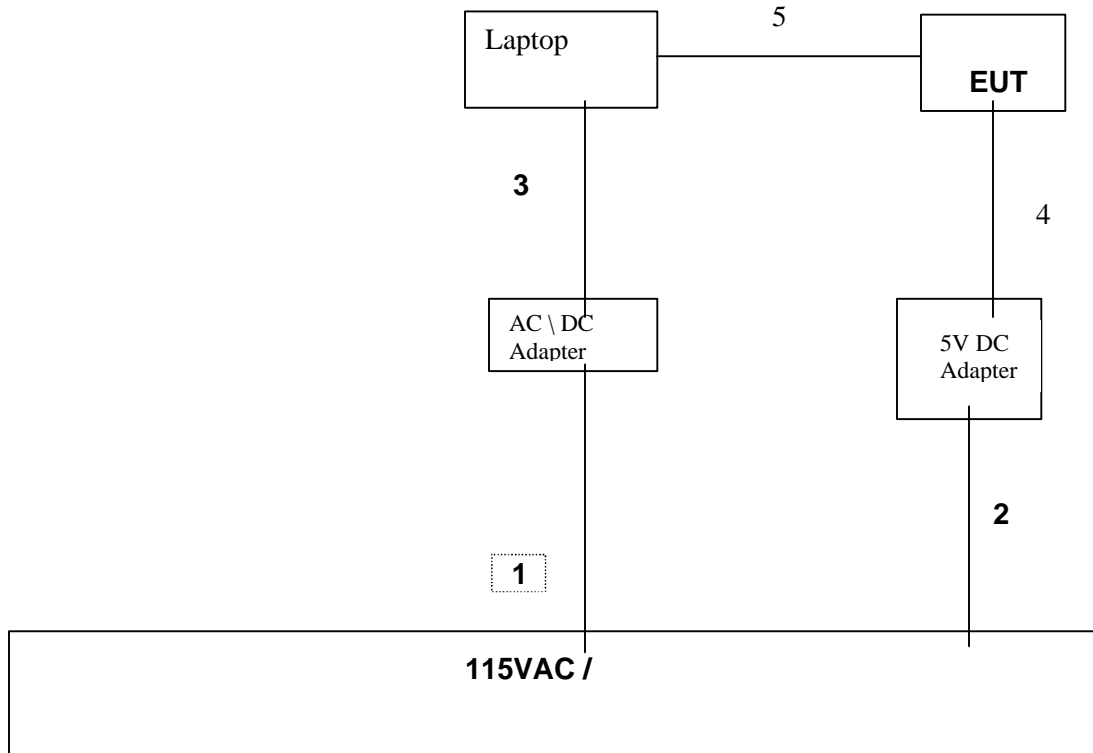 5
Laptop
EUT
3
4
AC \ DC
Adapter
5V DC
Adapter
2
1
115VAC /